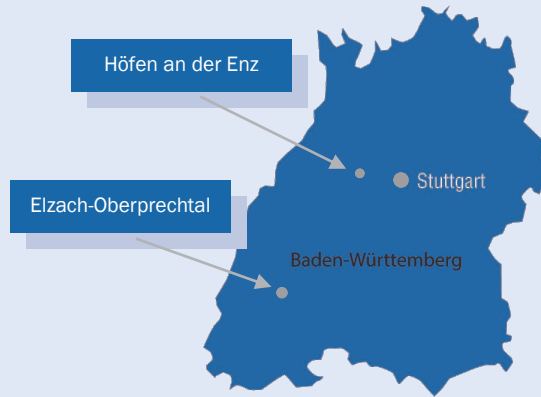 Höfen an der Enz
Stuttgart
Elzach-Oberprechtal
Baden-Württemberg